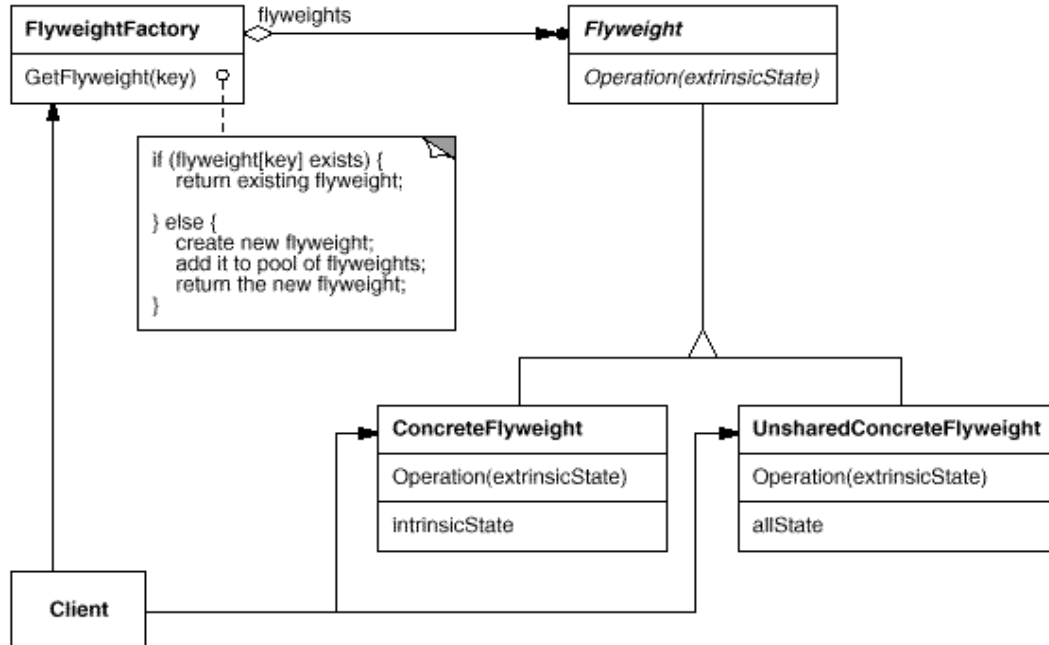 FlyweightFactory
GetFlyweight(key)
flyweights
Flyweight
Operation(extrinsicState)
if (flyweight[key] exists) {
return existing flyweight;
} else {
create new flyweight;
add it to pool of flyweights;
return the new flyweight;
}
ConcreteFlyweight
Operation(extrinsicState)
intrinsicState
UnsharedConcreteFlyweight
Operation(extrinsicState)
allState
Client